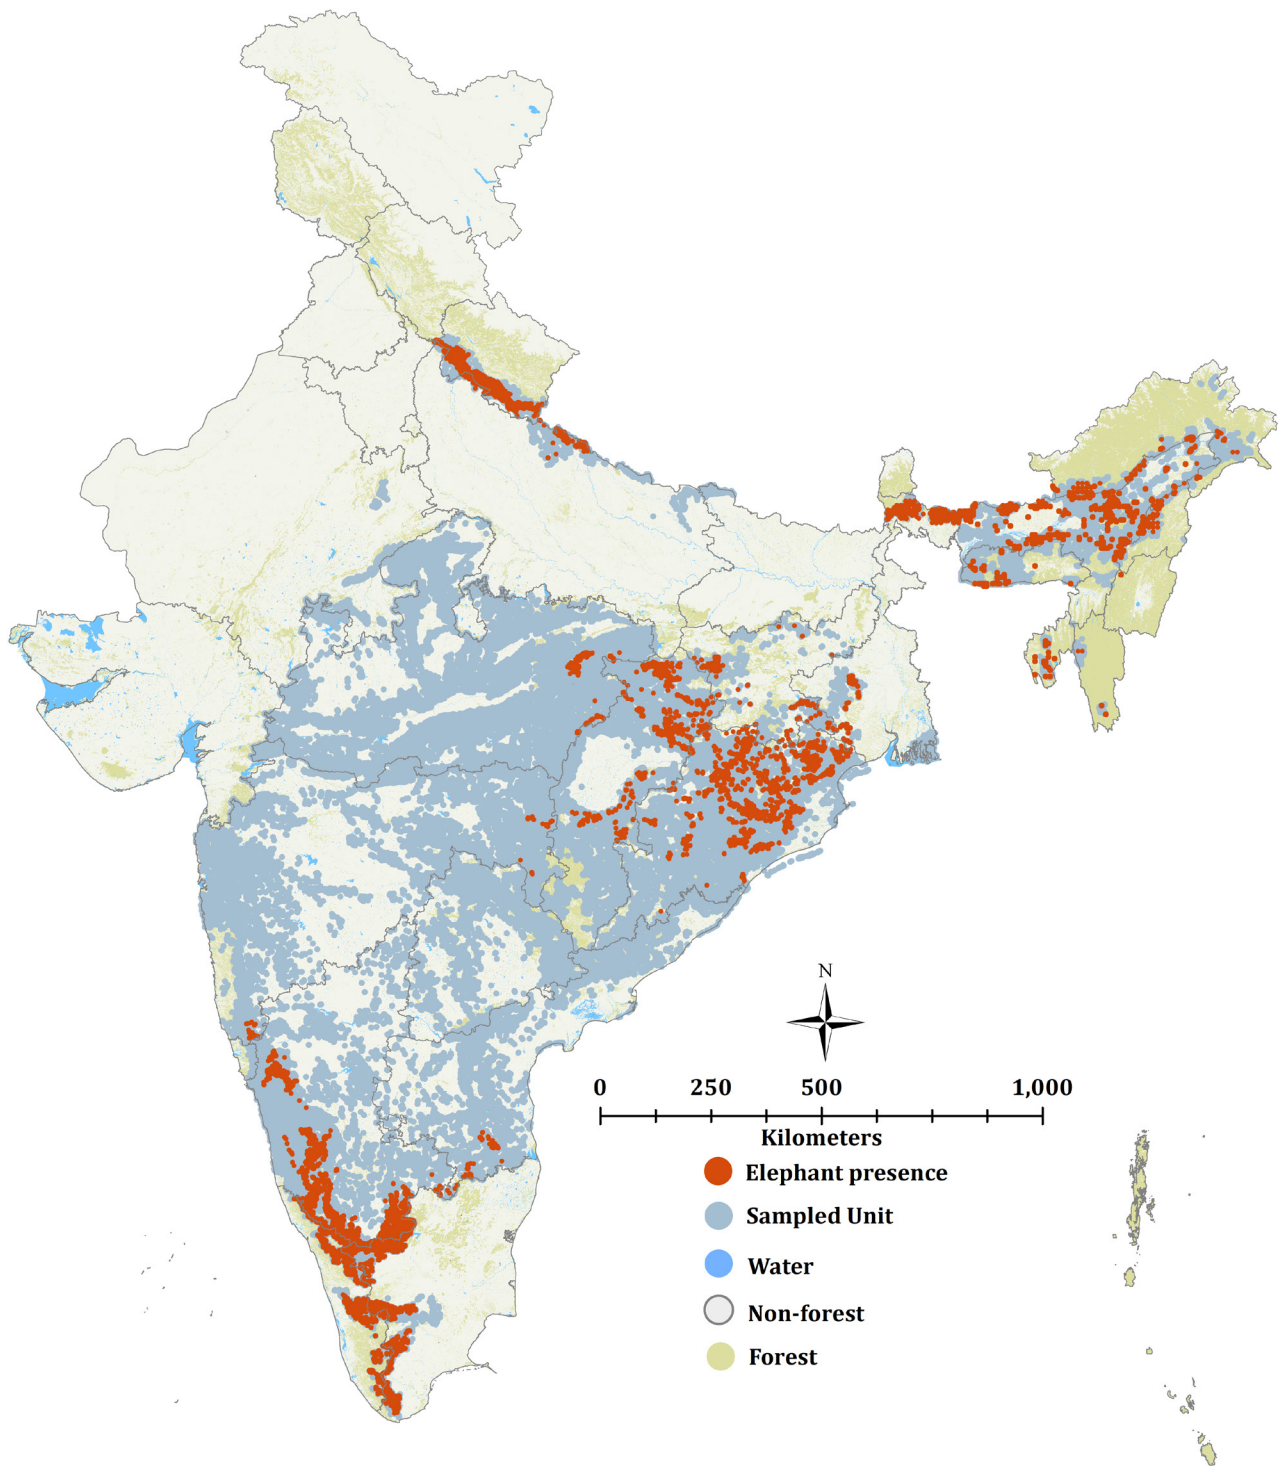 N
0 250 500 1,000
Kilometers
Elephant presence
Sampled Unit
Water
Non-forest
Forest